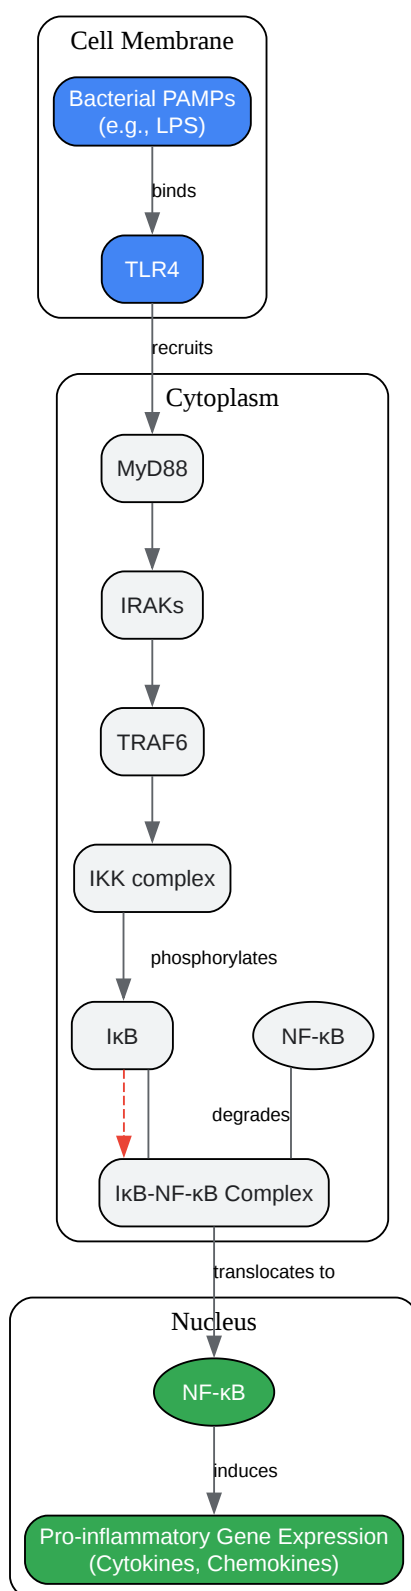 Cell Membrane
Bacterial PAMPs
(e.g., LPS)
binds
TLR4
recruits
Cytoplasm
MyD88
IRAKs
TRAF6
IKK complex
phosphorylates
IκB
NF-κB
degrades
IκB-NF-κB Complex
translocates to
Nucleus
NF-κB
induces
Pro-inflammatory Gene Expression
(Cytokines, Chemokines)